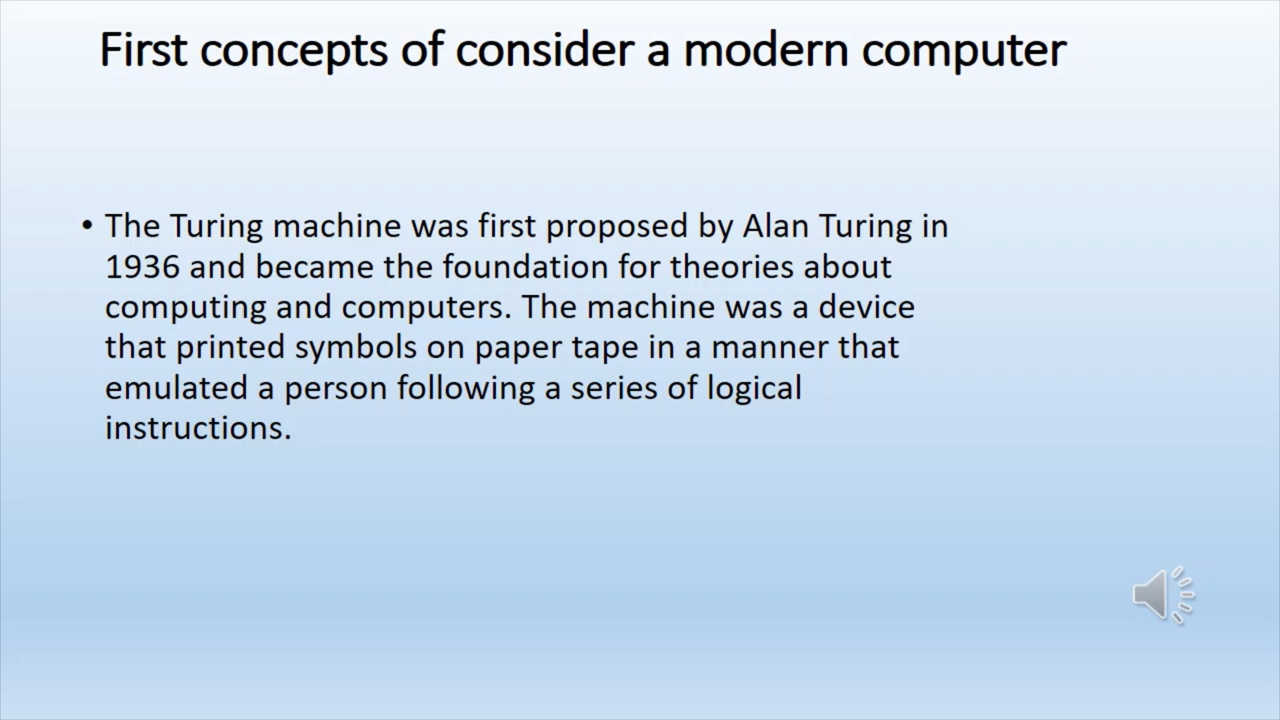 First concepts of consider a modern computer
• The Turing machine was first proposed by Alan Turing in
1936 and became the foundation for theories about
computing and computers. The machine was a device
that printed symbols on paper tape in a manner that
emulated a person following a series of logical
instructions.